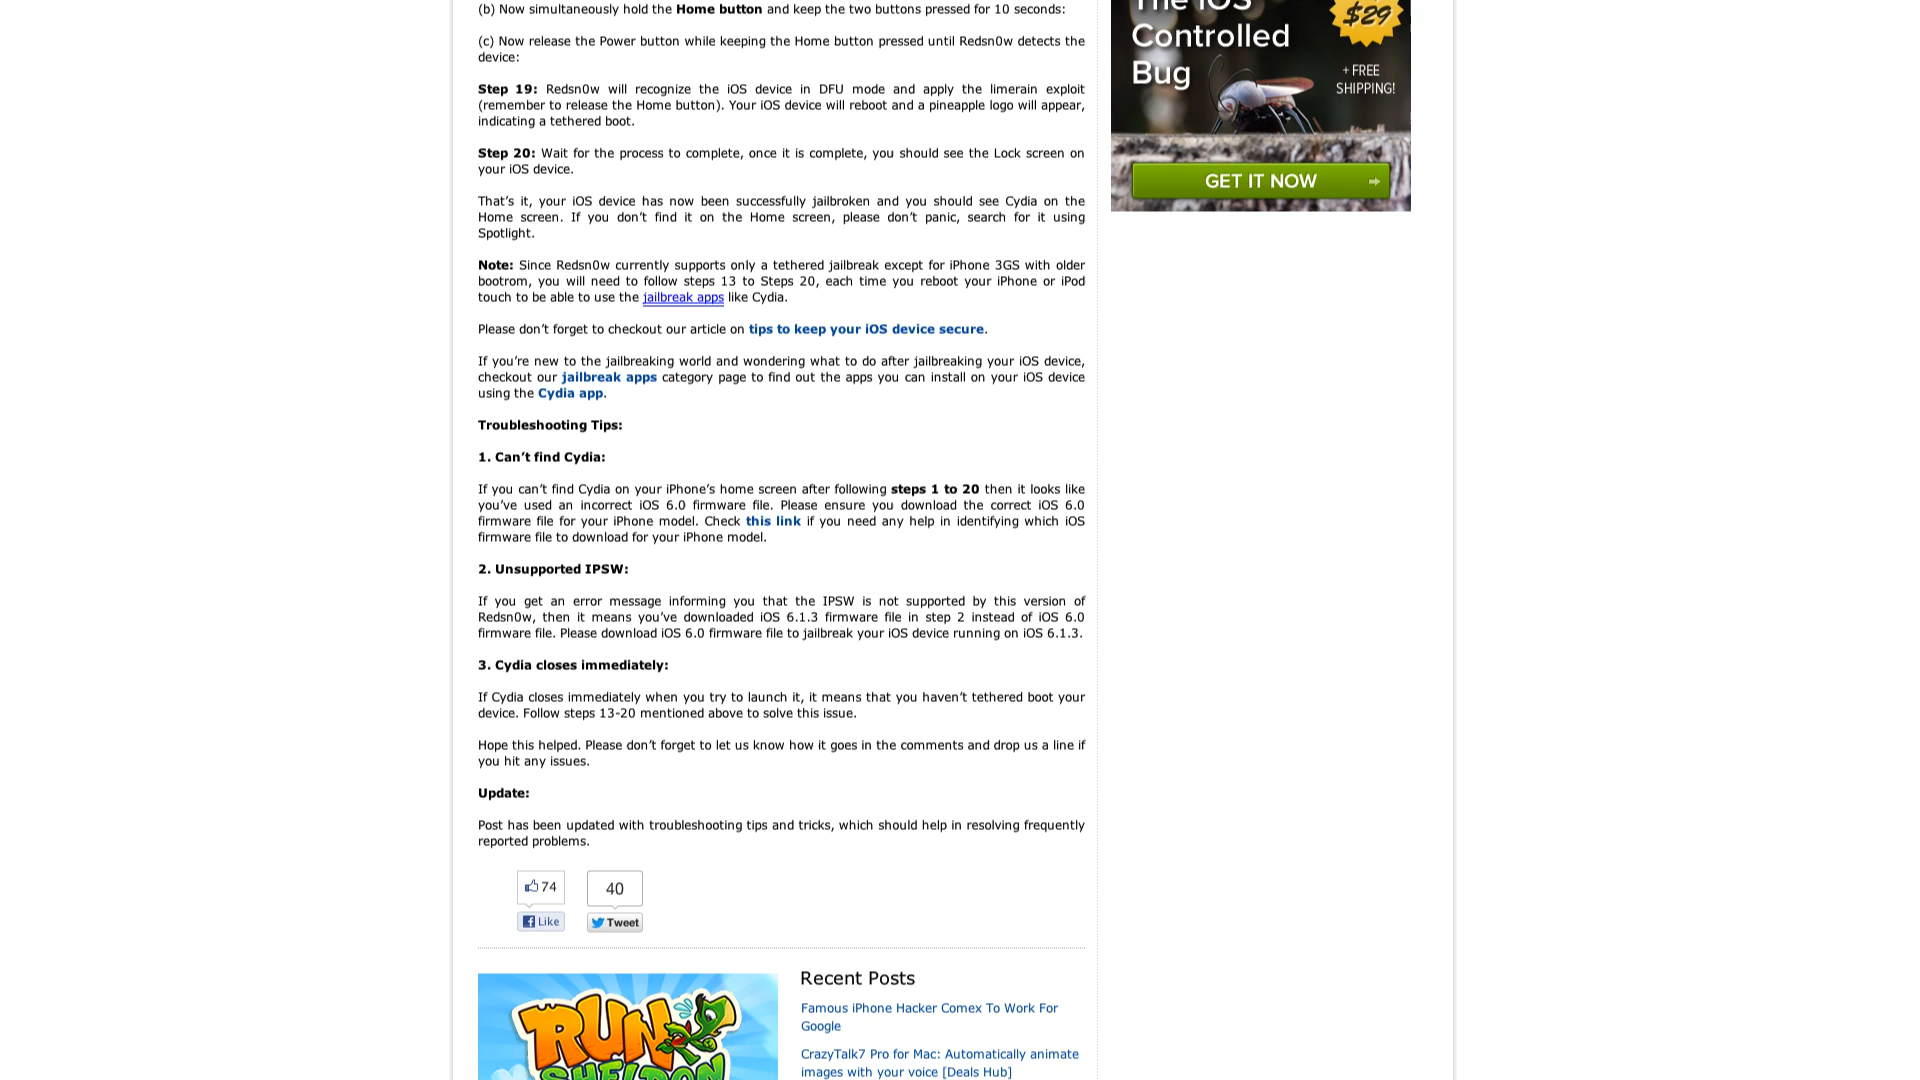 (b) Now simultaneously hold the Home button and keep the two buttons pressed for 10 seconds:
(c) Now release the Power button while keeping the Home button pressed until Redsn0w detects the
device:
Step 19: Redsn0w will recognize the iOS device in DFU mode and apply the limerain exploit
(remember to release the Home button). Your iOS device will reboot and a pineapple logo will appear,
indicating a tethered boot.
Step 20: Wait for the process to complete, once it is complete, you should see the Lock screen on
your iOS device.
That’s it, your iOS device has now been successfully jailbroken and you should see Cydia on the
Home screen. If you don’t find it on the Home screen, please don’t panic, search for it using
Spotlight.
Note: Since Redsn0w currently supports only a tethered jailbreak except for iPhone 3GS with older
bootrom, you will need to follow steps 13 to Steps 20, each time you reboot your iPhone or iPod
touch to be able to use the jailbreak apps like Cydia.
Please don’t forget to checkout our article on tips to keep your iOS device secure.
If you’re new to the jailbreaking world and wondering what to do after jailbreaking your iOS device,
checkout our jailbreak apps category page to find out the apps you can install on your iOS device
using the Cydia app.
Troubleshooting Tips:
1. Can’t find Cydia:
If you can’t find Cydia on your iPhone’s home screen after following steps 1 to 20 then it looks like
you’ve used an incorrect iOS 6.0 firmware file. Please ensure you download the correct iOS 6.0
firmware file for your iPhone model. Check this link if you need any help in identifying which iOS
firmware file to download for your iPhone model.
2. Unsupported IPSW:
If you get an error message informing you that the IPSW is not supported by this version of
Redsn0w, then it means you’ve downloaded iOS 6.1.3 firmware file in step 2 instead of iOS 6.0
firmware file. Please download iOS 6.0 firmware file to jailbreak your iOS device running on iOS 6.1.3.
3. Cydia closes immediately:
If Cydia closes immediately when you try to launch it, it means that you haven’t tethered boot your
device. Follow steps 13-20 mentioned above to solve this issue.
Hope this helped. Please don’t forget to let us know how it goes in the comments and drop us a line if
you hit any issues.
Update:
Post has been updated with troubleshooting tips and tricks, which should help in resolving frequently
reported problems.
74
40
Like
Tweet
RUN
SHELDON
Recent Posts
Famous iPhone Hacker Comex To Work For
Google
CrazyTalk7 Pro for Mac: Automatically animate
images with your voice [Deals Hub]
The iOS
Controlled
Bug
$29
+ FREE
SHIPPING!
GET IT NOW